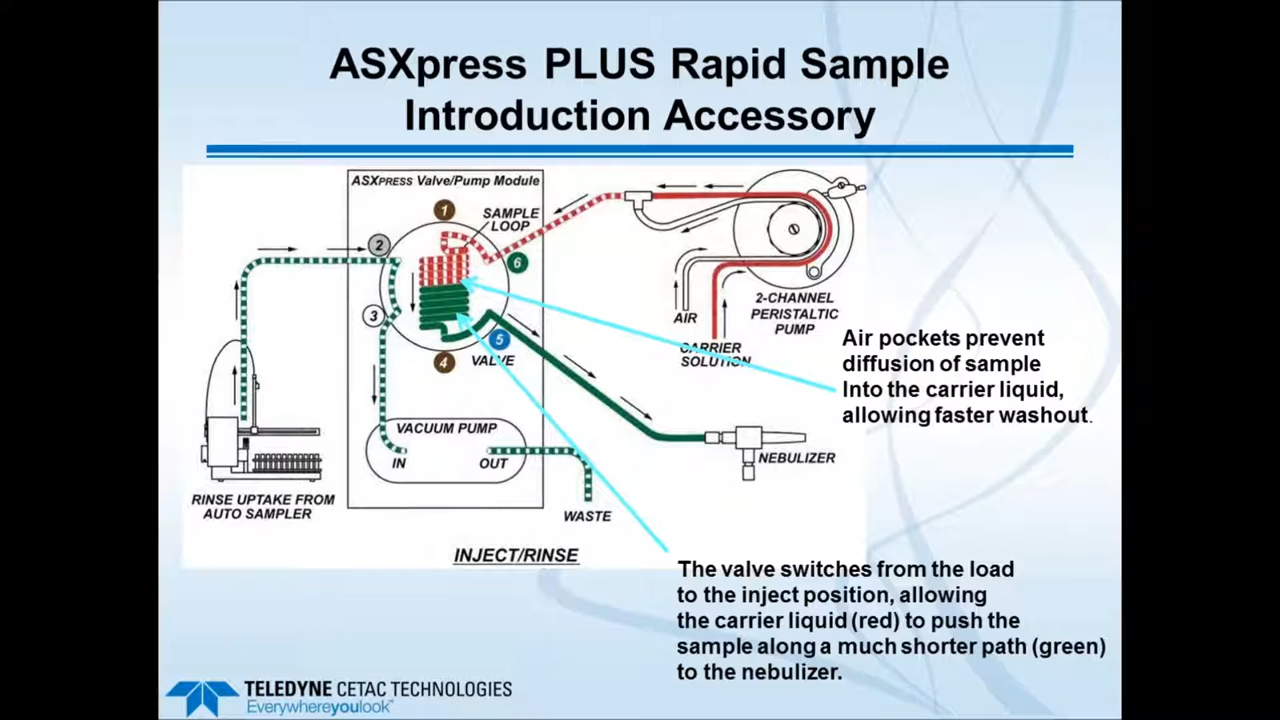 ASXpress PLUS Rapid Sample
Introduction Accessory
ASXPRESS Valve/Pump Module
1
SAMPLE
LOOP
2
6
3
5
4
VALVE
AIR
CARRIER
SOLUTION
2-CHANNEL
PERISTALTIC
PUMP
Air pockets prevent
diffusion of sample
Into the carrier liquid,
allowing faster washout.
VACUUM PUMP
IN
OUT
NEBULIZER
RINSE UPTAKE FROM
AUTO SAMPLER
WASTE
INJECT/RINSE
The valve switches from the load
to the inject position, allowing
the carrier liquid (red) to push the
sample along a much shorter path (green)
to the nebulizer.
TELEDYNE CETAC TECHNOLOGIES
Everywhereyoulook™